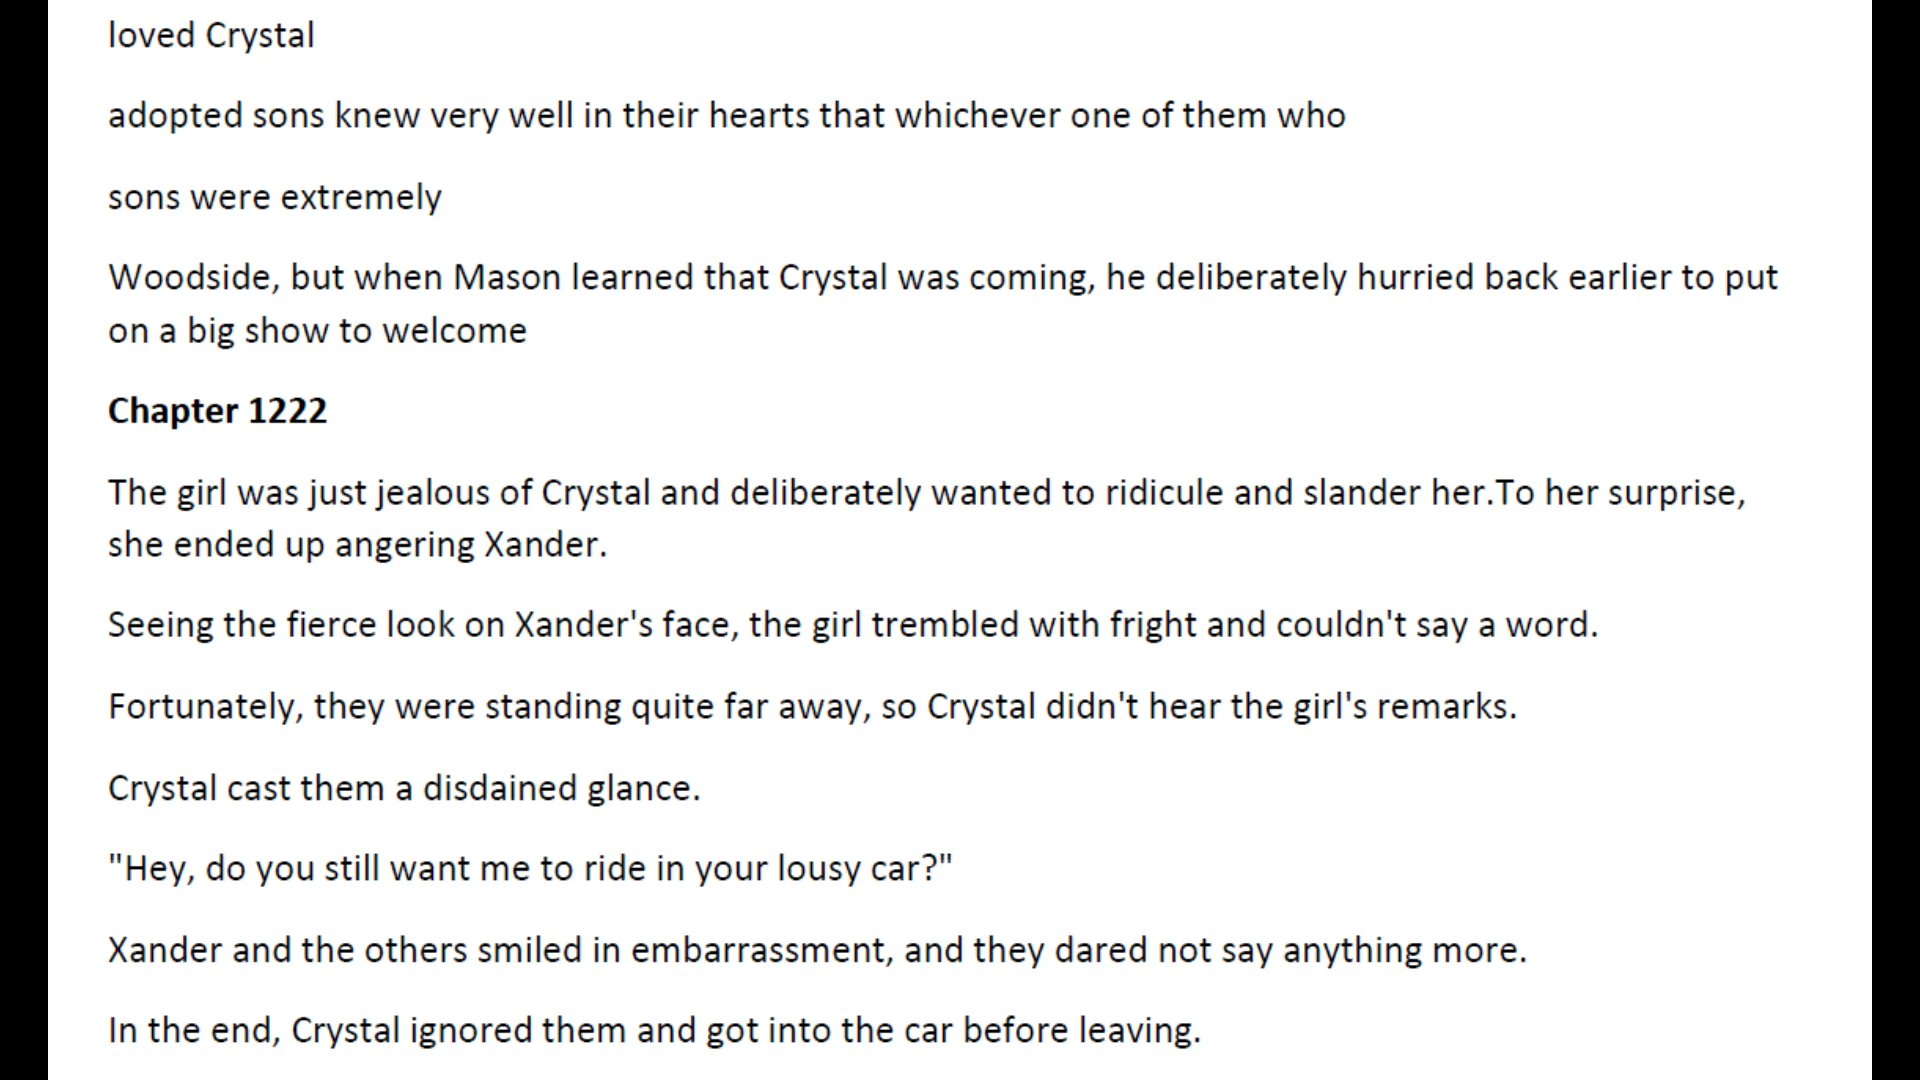 loved Crystal
adopted sons knew very well in their hearts that whichever one of them who
sons were extremely
Woodside, but when Mason learned that Crystal was coming, he deliberately hurried back earlier to put
on a big show to welcome
Chapter 1222
The girl was just jealous of Crystal and deliberately wanted to ridicule and slander her.To her surprise,
she ended up angering Xander.
Seeing the fierce look on Xander's face, the girl trembled with fright and couldn't say a word.
Fortunately, they were standing quite far away, so Crystal didn't hear the girl's remarks.
Crystal cast them a disdained glance.
"Hey, do you still want me to ride in your lousy car?"
Xander and the others smiled in embarrassment, and they dared not say anything more.
In the end, Crystal ignored them and got into the car before leaving.